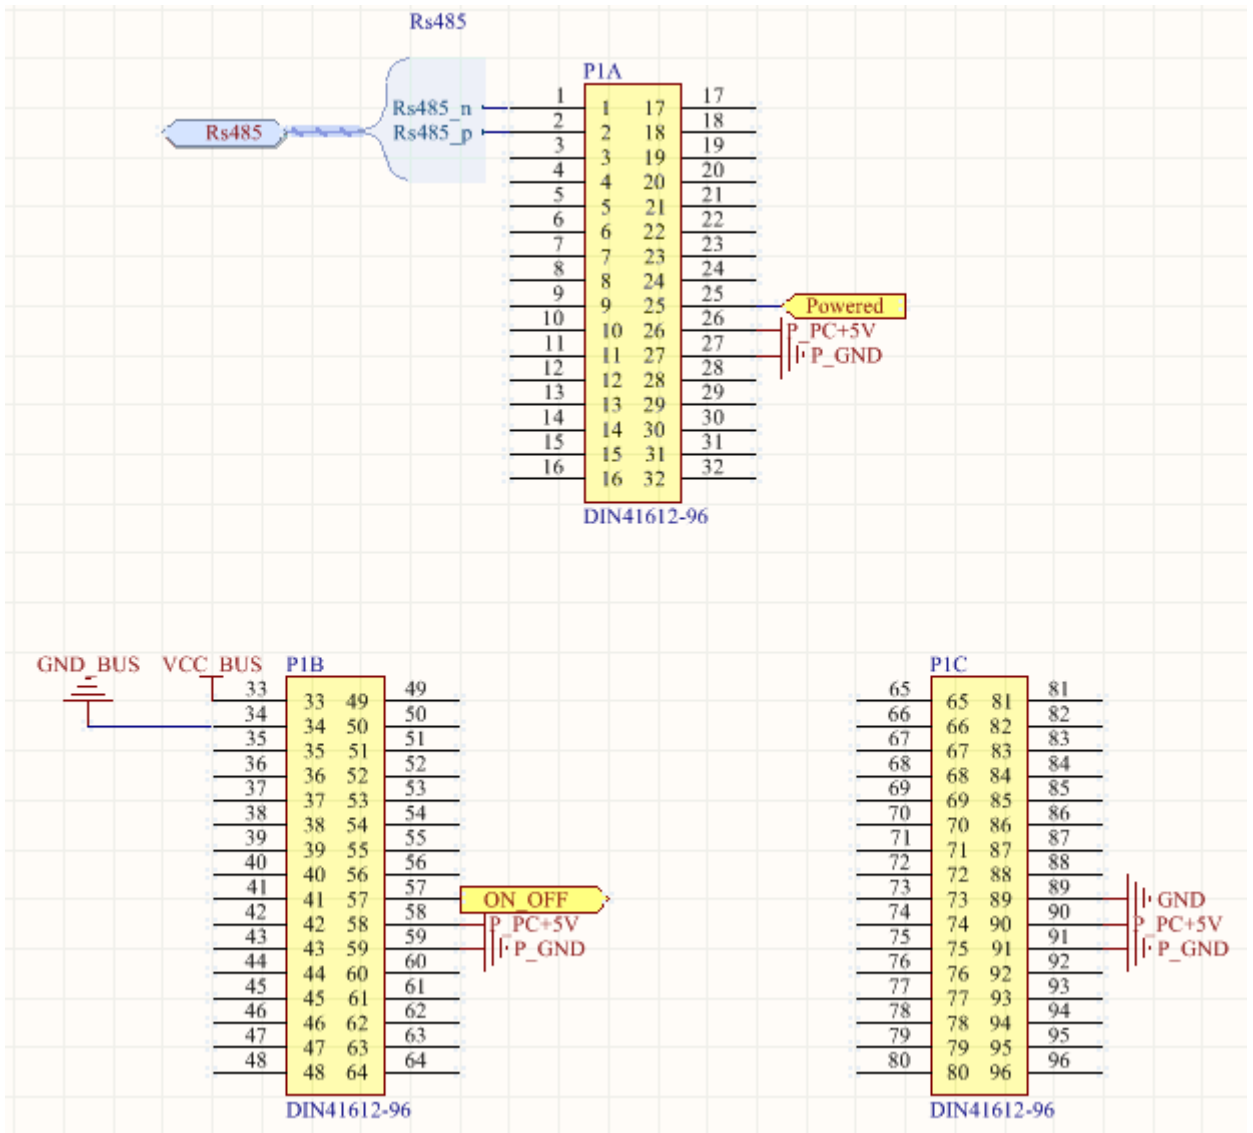 Rs485
P1A
Rs485_n 1 1 17 17
Rs485 Rs485_p 2 2 18 18
3 3 19 19
4 4 20 20
5 5 21 21
6 6 22 22
7 7 23 23
8 8 24 24
9 9 25 25 Powered
10 10 26 26 P_PC+5V
11 11 27 27 P_GND
12 12 28 28
13 13 29 29
14 14 30 30
15 15 31 31
16 16 32 32
DIN41612-96
GND_BUS VCC_BUS P1B
33 33 49 49
34 34 50 50
35 35 51 51
36 36 52 52
37 37 53 53
38 38 54 54
39 39 55 55
40 40 56 56
41 41 57 57 ON_OFF
42 42 58 58 P_PC+5V
43 43 59 59 P_GND
44 44 60 60
45 45 61 61
46 46 62 62
47 47 63 63
48 48 64 64
DIN41612-96
P1C
65 65 81 81
66 66 82 82
67 67 83 83
68 68 84 84
69 69 85 85
70 70 86 86
71 71 87 87
72 72 88 88
73 73 89 89 GND
74 74 90 90 P_PC+5V
75 75 91 91 P_GND
76 76 92 92
77 77 93 93
78 78 94 94
79 79 95 95
80 80 96 96
DIN41612-96